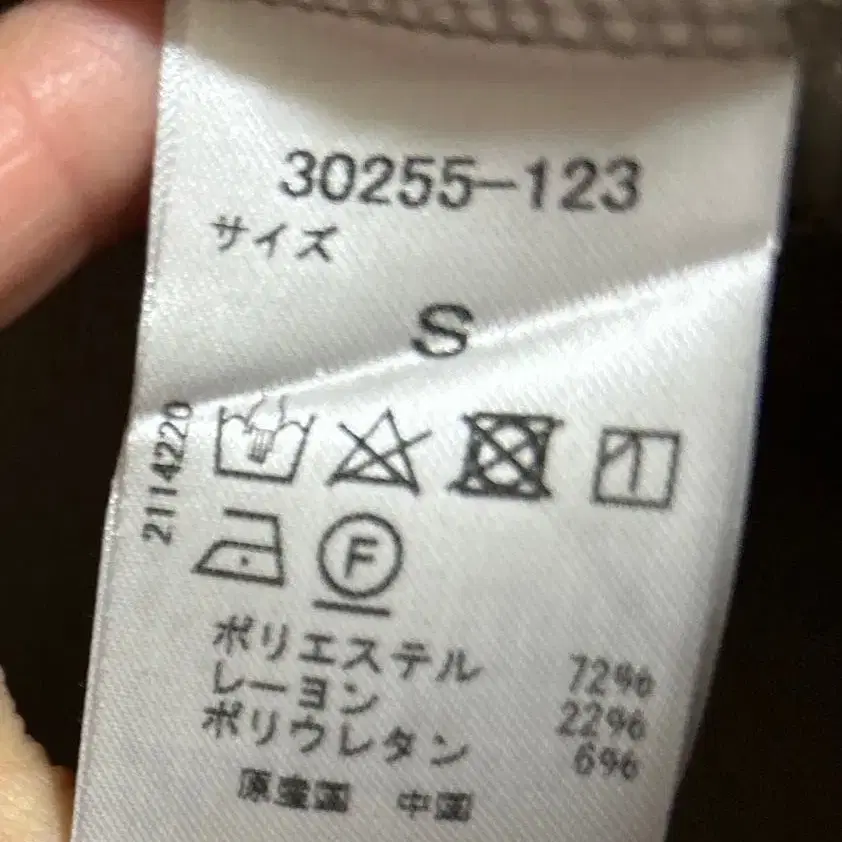 30255-123
サイズ
S
2114220
F
ポリエステル 72%
レーヨン 22%
ポリウレタン 6%
原産国 中国